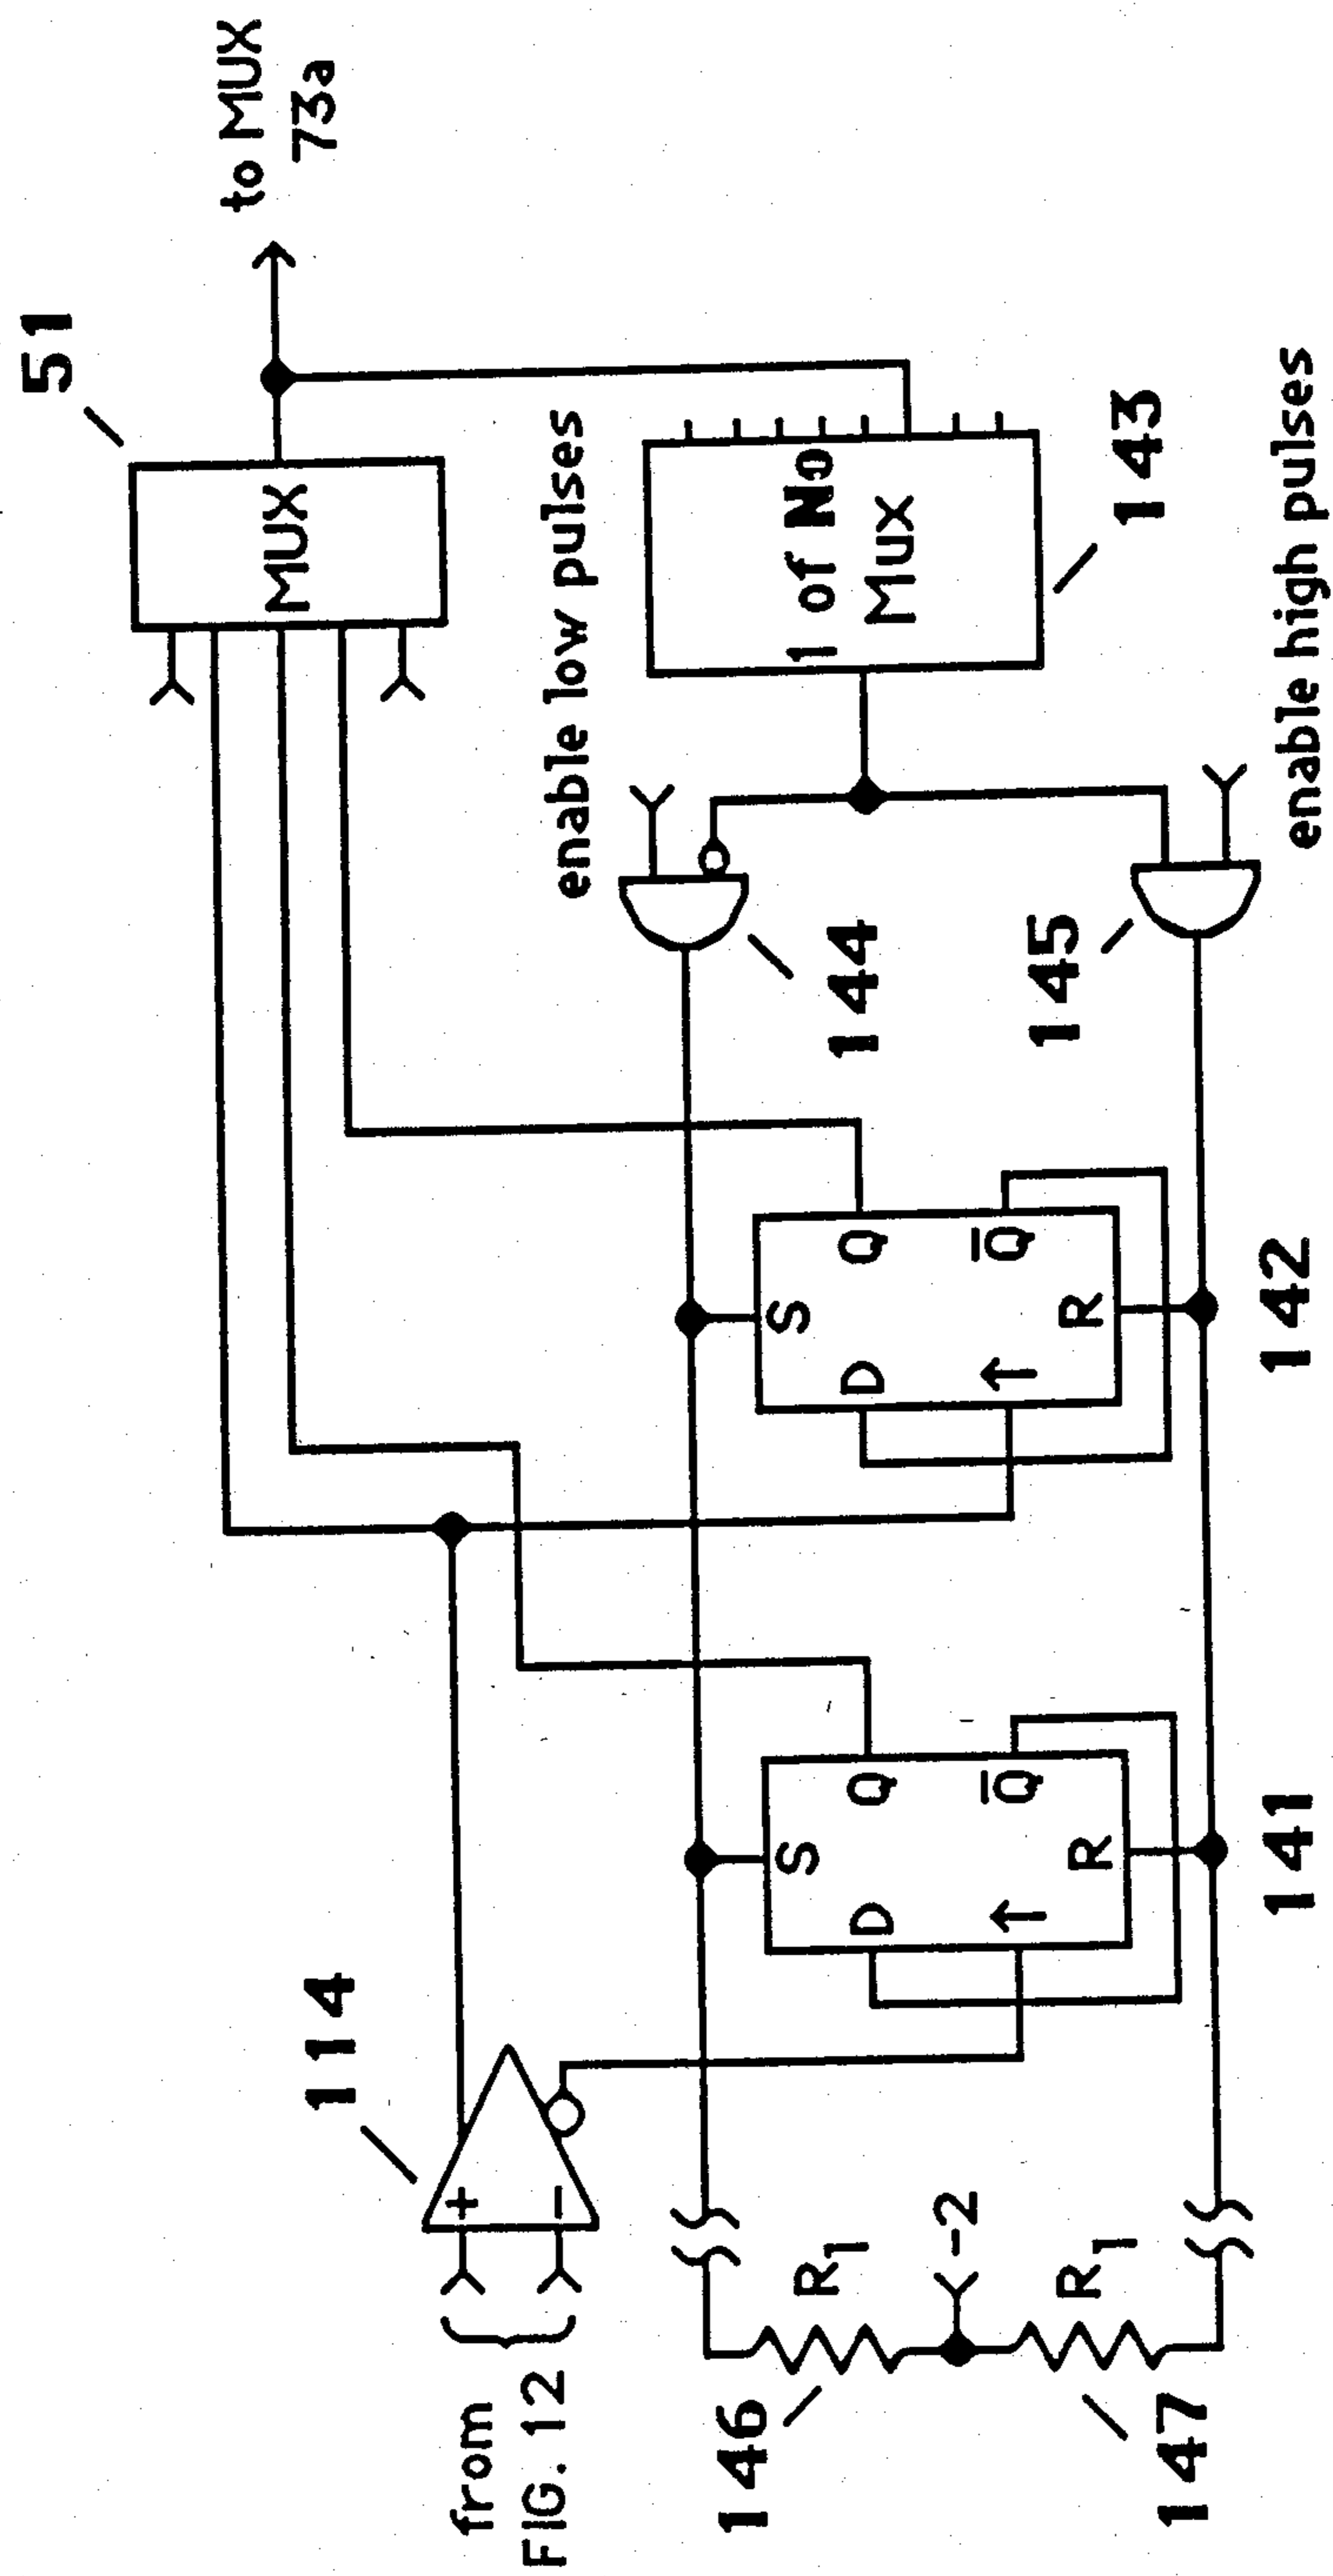 51
to MUX
73a
MUX
114
from
FIG. 12
+
−
enable low pulses
1 of No
Mux
143
144
145
enable high pulses
S
D
Q
Q̅
↑
R
141
S
D
Q
Q̅
↑
R
142
146
R1
-2
R1
147